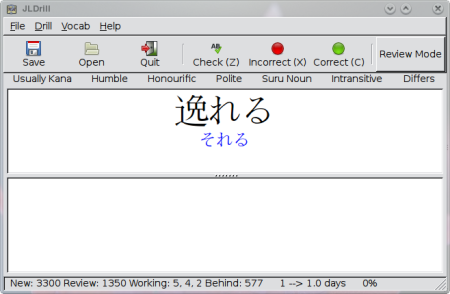 JLDrill
File Drill Vocab Help
Save Open Quit Check (Z) Incorrect (X) Correct (C) Review Mode
Usually Kana Humble Honourific Polite Suru Noun Intransitive Differs
逸れる
それる
New: 3300 Review: 1350 Working: 5, 4, 2 Behind: 577 1 --> 1.0 days 0%